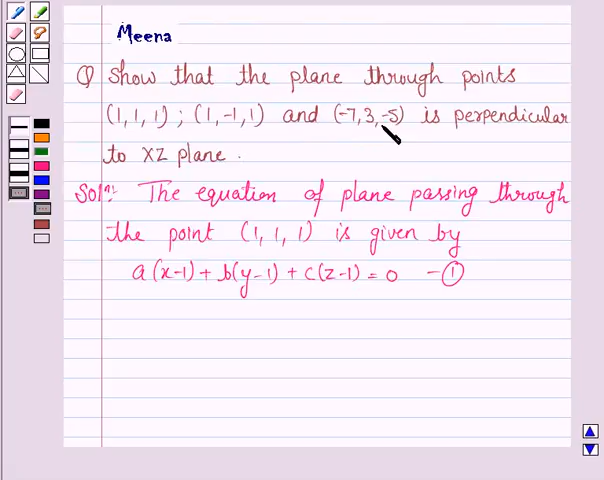 Meena
Q Show that the plane through points
(1, 1, 1) ; (1, -1, 1) and (-7, 3, -5) is perpendicular
to XZ plane.
Solⁿ: The equation of plane passing through
the point (1, 1, 1) is given by
a(x-1) + b(y-1) + c(z-1) = 0 - ①